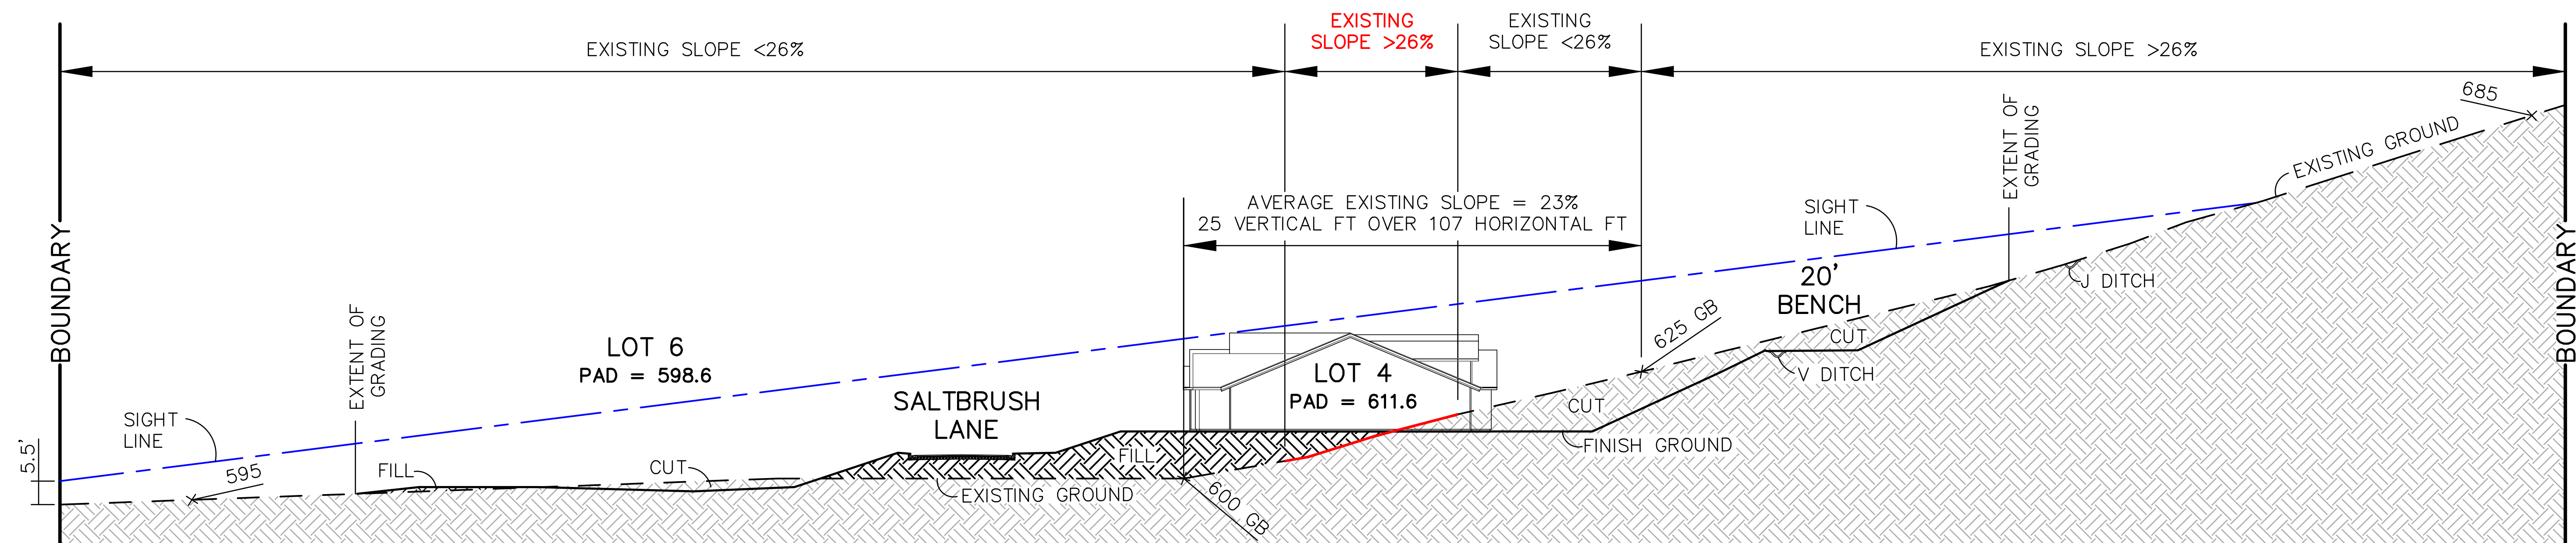 EXISTING SLOPE <26%
EXISTING
SLOPE >26%
EXISTING
SLOPE <26%
EXISTING SLOPE >26%
685
EXTENT OF
GRADING
EXISTING GROUND
AVERAGE EXISTING SLOPE = 23%
25 VERTICAL FT OVER 107 HORIZONTAL FT
SIGHT
LINE
BOUNDARY
BOUNDARY
20'
BENCH
J DITCH
EXTENT OF
GRADING
LOT 6
PAD = 598.6
625 GB
CUT
V DITCH
LOT 4
PAD = 611.6
SALTBRUSH
LANE
CUT
SIGHT
LINE
5.5'
595
FILL
CUT
FILL
FINISH GROUND
EXISTING GROUND
600 GB